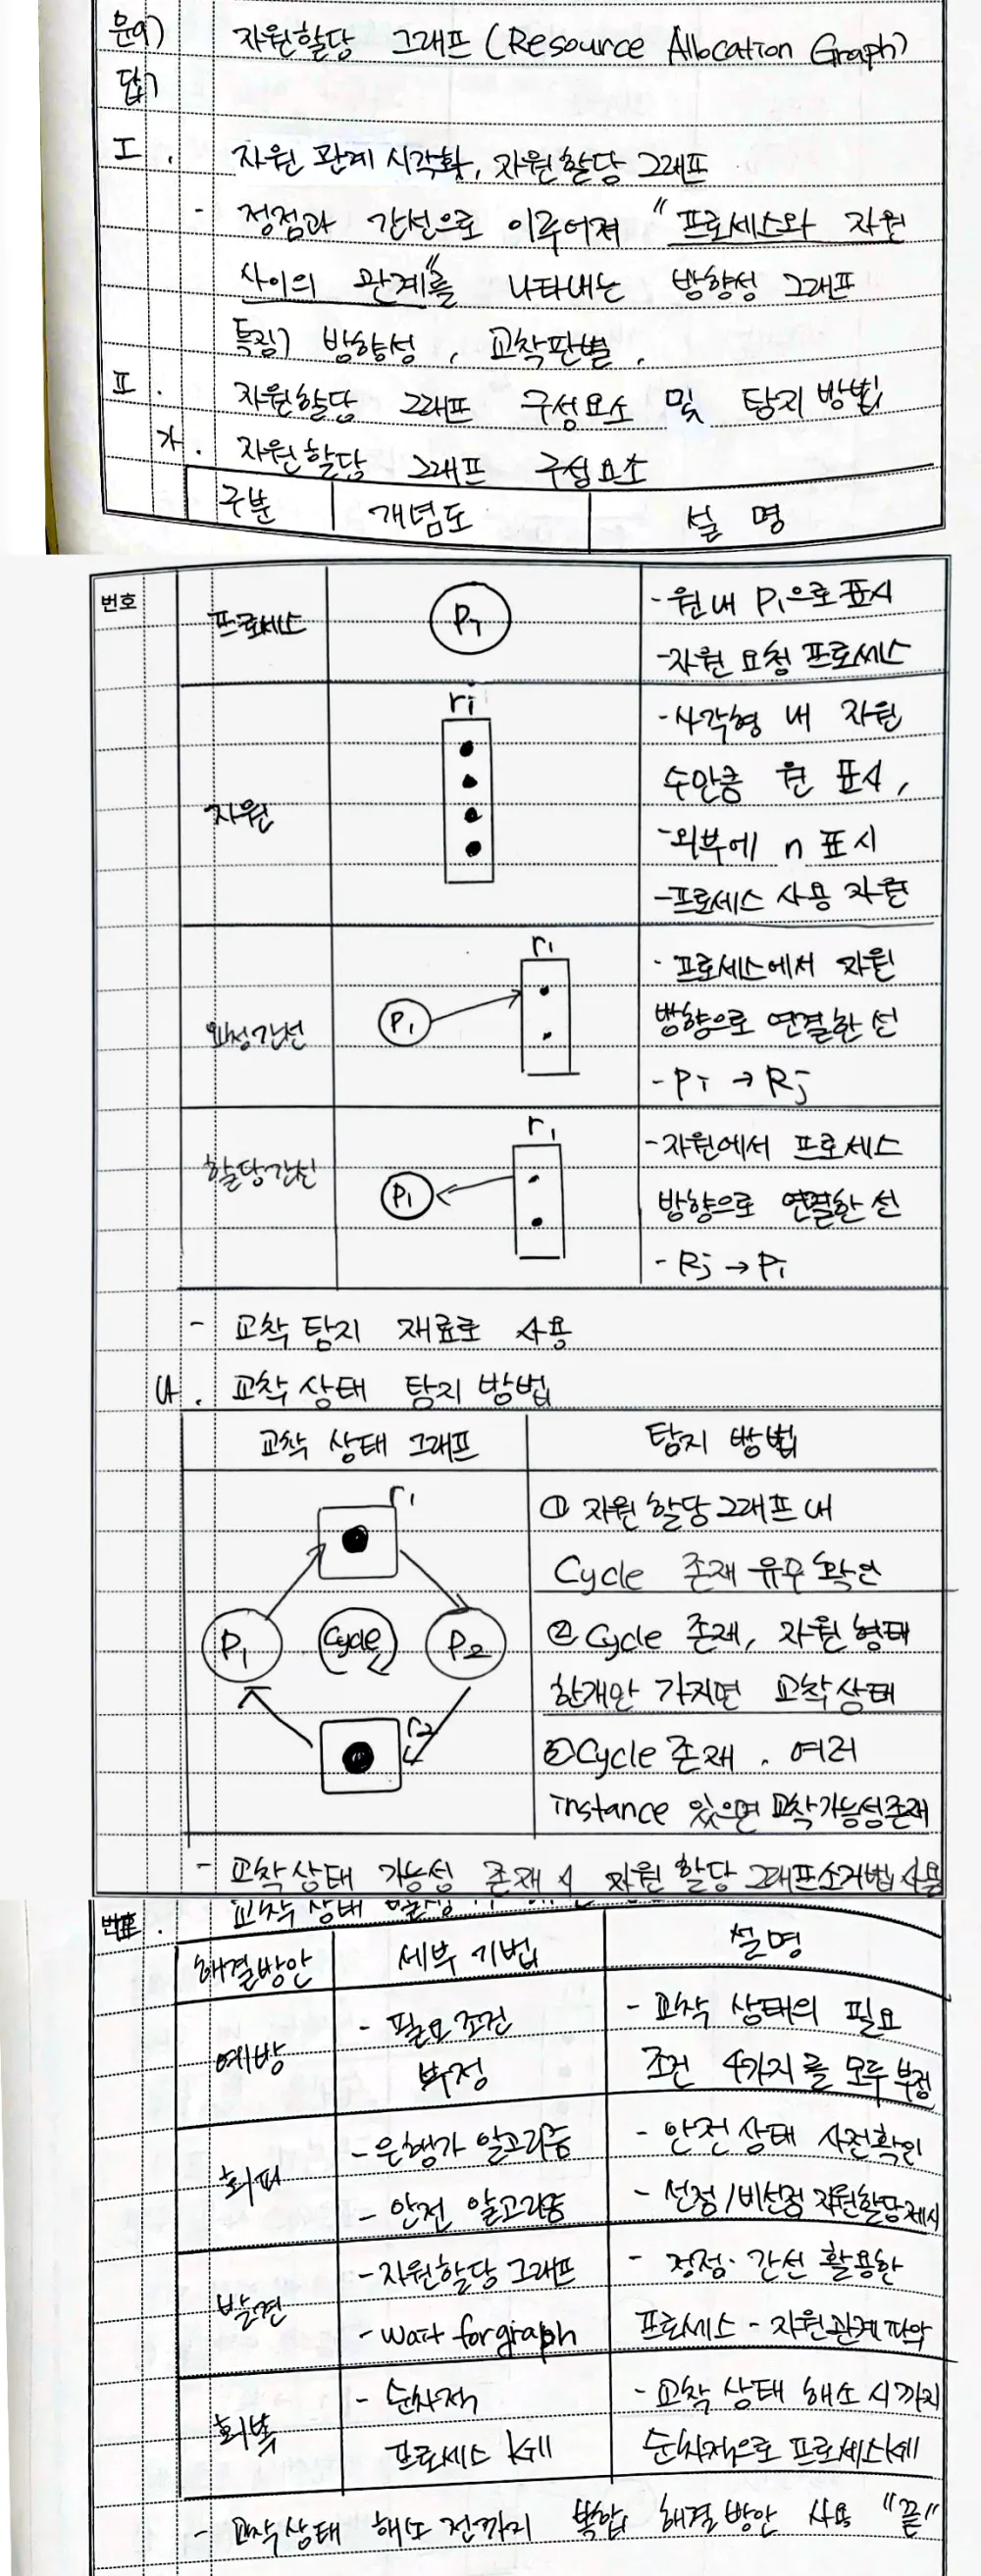 문9) 자원할당 그래프 (Resource Allocation Graph)
답)
I. 자원 관계 시각화, 자원할당 그래프
- 정점과 간선으로 이루어져 "프로세스와 자원
사이의 관계"를 나타내는 방향성 그래프
특징) 방향성, 교착판별.
II. 자원할당 그래프 구성요소 및 탐지 방법
가. 자원할당 그래프 구성요소
구분 개념도 설 명
번호
프로세스
Pi
- 원 내 Pi으로 표시
- 자원 요청 프로세스
자원
ri
- 사각형 내 자원
수만큼 원 표시,
- 외부에 n 표시
- 프로세스 사용 자원
요청간선
P1
r1
- 프로세스에서 자원
방향으로 연결한 선
- Pi → Rj
할당간선
P1
r1
- 자원에서 프로세스
방향으로 연결한 선
- Rj → Pi
- 교착 탐지 재료로 사용
나. 교착 상태 탐지 방법
교착 상태 그래프 탐지 방법
r1
P1
Cycle
P2
r2
① 자원 할당 그래프 내
Cycle 존재 유무 확인
② Cycle 존재, 자원 형태
한개만 가지면 교착상태
③ Cycle 존재, 여러
instance 있으면 교착가능성존재
- 교착상태 가능성 존재 시 자원 할당 그래프소거법 사용
번호
교착 상태
해결방안 세부 기법 설명
예방
- 필요조건
부정
- 교착 상태의 필요
조건 4가지를 모두 부정
회피
- 은행가 알고리즘
- 안전 알고리즘
- 안전 상태 사전확인
- 선정/비선정 자원할당제시
발견
- 자원할당 그래프
- wait for graph
- 정점·간선 활용한
프로세스 - 자원관계 파악
회복
- 순차적
프로세스 kill
- 교착 상태 해소 시까지
순차적으로 프로세스 kill
- 교착상태 해소 전까지 복합 해결방안 사용 "끝"